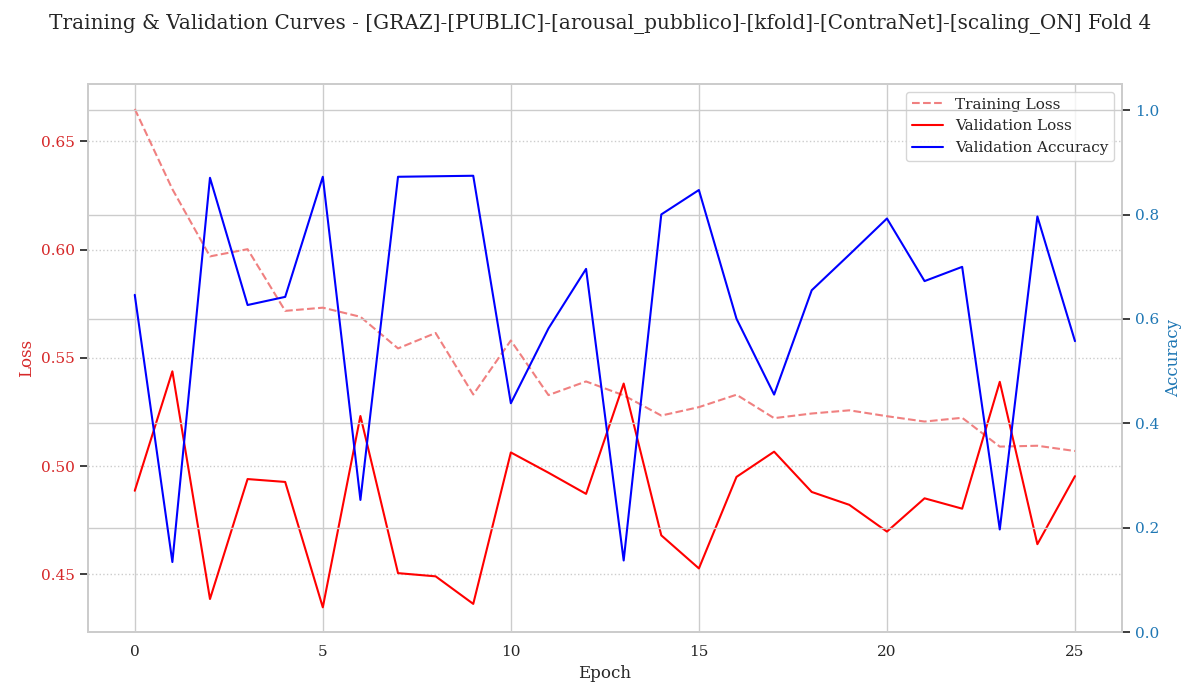 Training & Validation Curves - [GRAZ]-[PUBLIC]-[arousal_pubblico]-[kfold]-[ContraNet]-[scaling_ON] Fold 4
Training Loss
Validation Loss
Validation Accuracy
0.65
0.60
0.55
0.50
0.45
Loss
1.0
0.8
0.6
0.4
0.2
0.0
Accuracy
0
5
10
15
20
25
Epoch